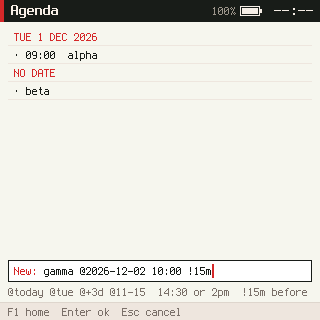 Agenda 100% --:--
TUE 1 DEC 2026
· 09:00 alpha
NO DATE
· beta
New: gamma @2026-12-02 10:00 !15m
@today @tue @+3d @11-15 14:30 or 2pm !15m before
F1 home Enter ok Esc cancel